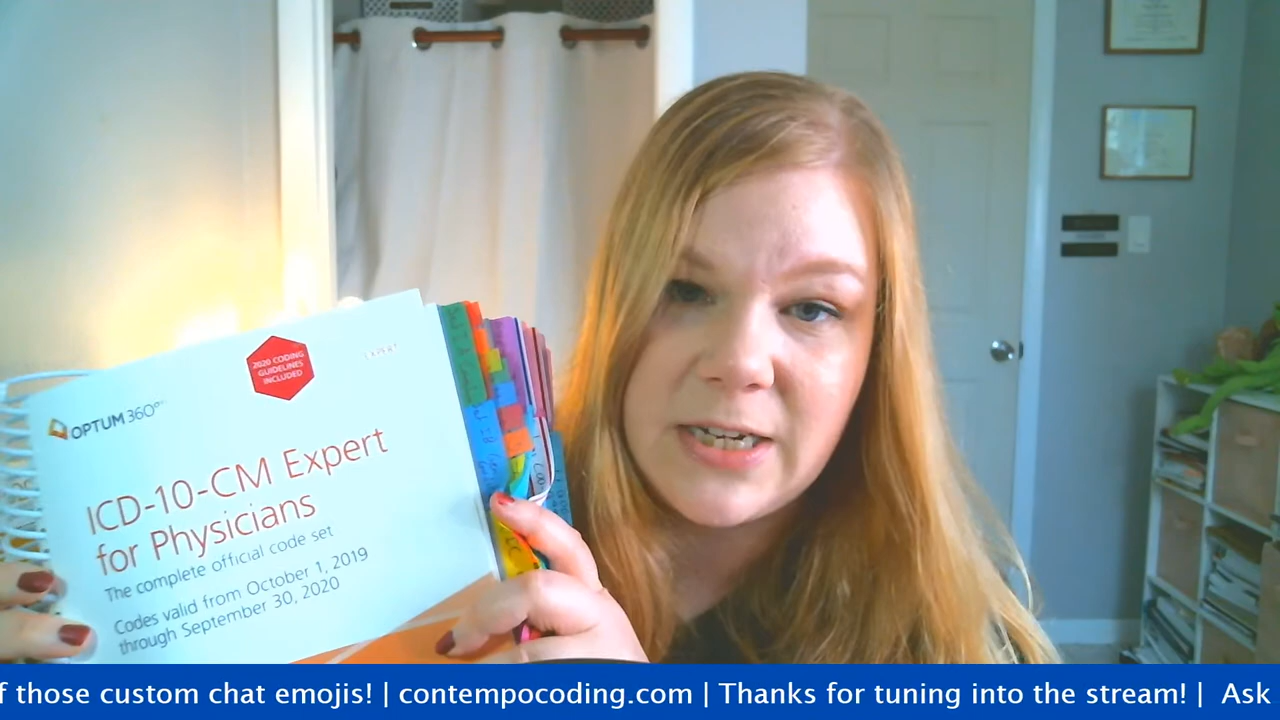 2020 CODING
GUIDELINES
INCLUDED
EXPERT
OPTUM360°
ICD-10-CM Expert
for Physicians
The complete official code set
Codes valid from October 1, 2019
through September 30, 2020
f those custom chat emojis! | contempocoding.com | Thanks for tuning into the stream! | Ask